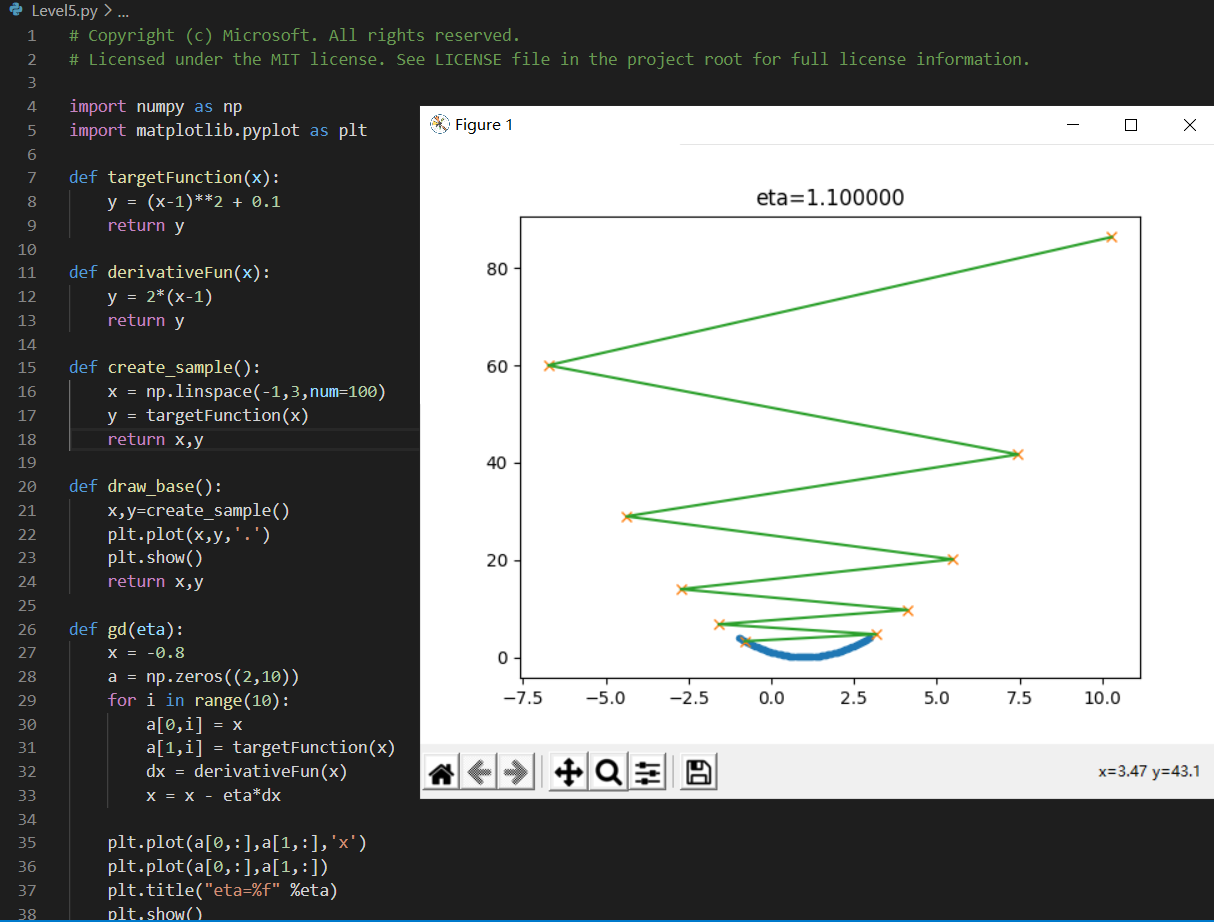 Level5.py > ...
1 # Copyright (c) Microsoft. All rights reserved.
2 # Licensed under the MIT license. See LICENSE file in the project root for full license information.
3
4 import numpy as np
5 import matplotlib.pyplot as plt
6
7 def targetFunction(x):
8     y = (x-1)**2 + 0.1
9     return y
10
11 def derivativeFun(x):
12     y = 2*(x-1)
13     return y
14
15 def create_sample():
16     x = np.linspace(-1,3,num=100)
17     y = targetFunction(x)
18     return x,y
19
20 def draw_base():
21     x,y=create_sample()
22     plt.plot(x,y,'.')
23     plt.show()
24     return x,y
25
26 def gd(eta):
27     x = -0.8
28     a = np.zeros((2,10))
29     for i in range(10):
30         a[0,i] = x
31         a[1,i] = targetFunction(x)
32         dx = derivativeFun(x)
33         x = x - eta*dx
34
35     plt.plot(a[0,:],a[1,:],'x')
36     plt.plot(a[0,:],a[1,:])
37     plt.title("eta=%f" %eta)
38     plt.show()
Figure 1
eta=1.100000
80
60
40
20
0
−7.5 −5.0 −2.5 0.0 2.5 5.0 7.5 10.0
x=3.47 y=43.1